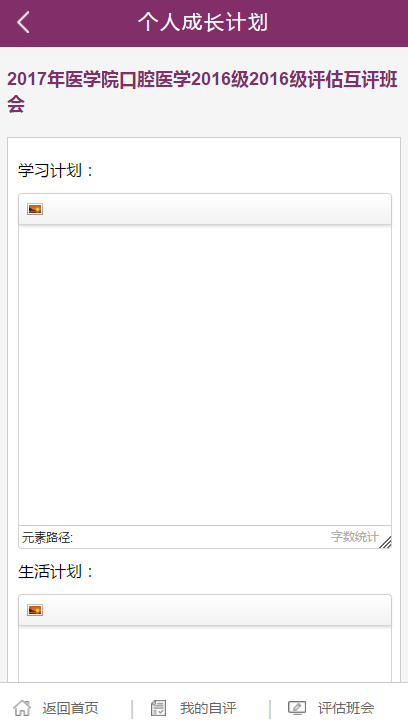 个人成长计划
2017年医学院口腔医学2016级2016级评估互评班
会
学习计划：
元素路径:
字数统计
生活计划：
返回首页
我的自评
评估班会